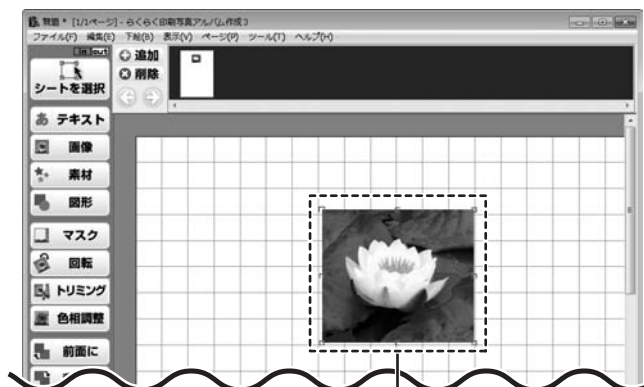 無題 * [1/1ページ] - らくらく印刷写真アルバム作成3
ファイル(F) 編集(E) 下絵(B) 表示(V) ページ(P) ツール(T) ヘルプ(H)
in out
シートを選択
追加
削除
あ テキスト
画像
素材
図形
マスク
回転
トリミング
色相調整
前面に